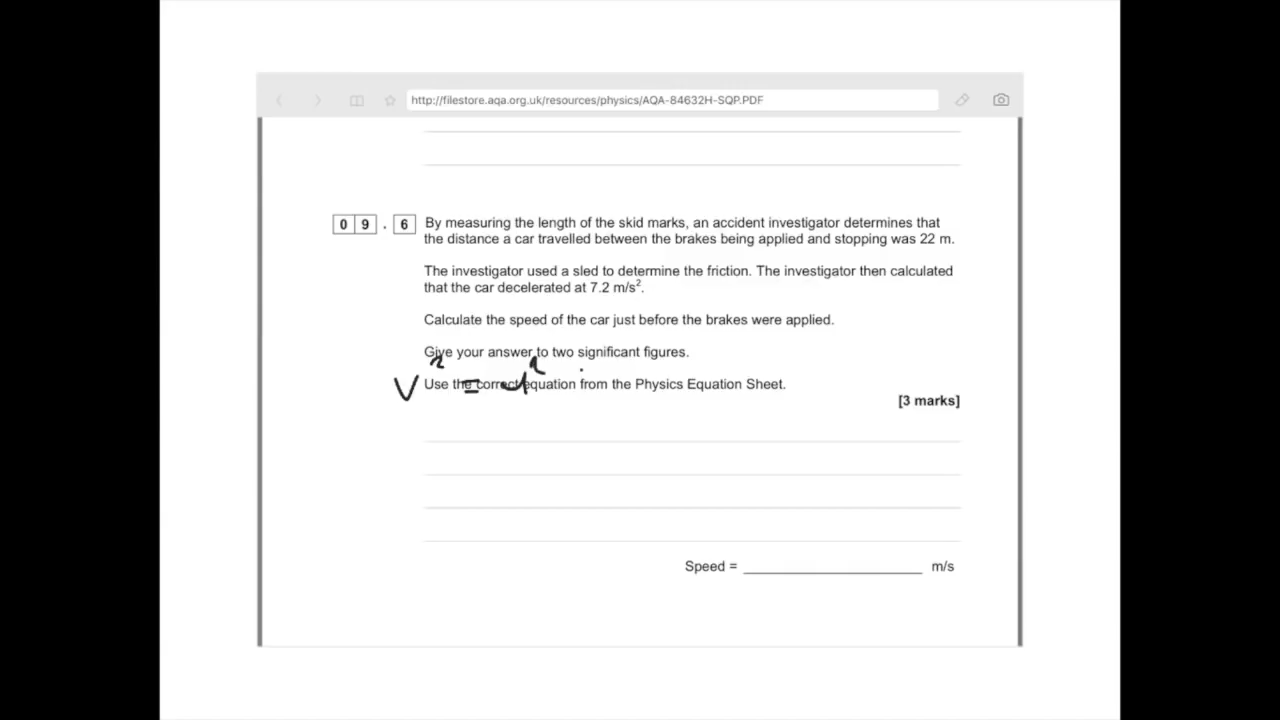 http://filestore.aqa.org.uk/resources/physics/AQA-84632H-SQP.PDF
0 9 . 6 By measuring the length of the skid marks, an accident investigator determines that
the distance a car travelled between the brakes being applied and stopping was 22 m.
The investigator used a sled to determine the friction. The investigator then calculated
that the car decelerated at 7.2 m/s².
Calculate the speed of the car just before the brakes were applied.
Give your answer to two significant figures.
v² = u²
Use the correct equation from the Physics Equation Sheet.
[3 marks]
Speed = ______________________ m/s